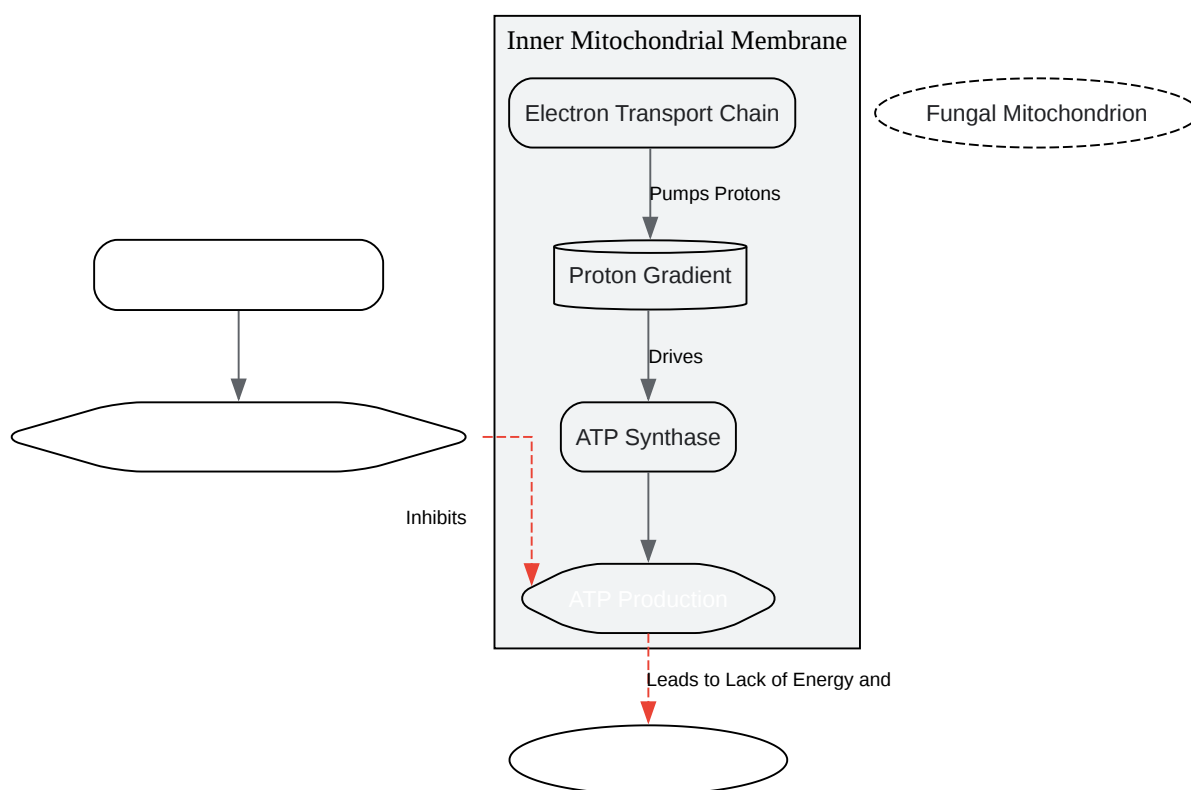 Inner Mitochondrial Membrane
Electron Transport Chain
Fungal Mitochondrion
Pumps Protons
Proton Gradient
Drives
ATP Synthase
Inhibits
ATP Production
Leads to Lack of Energy and